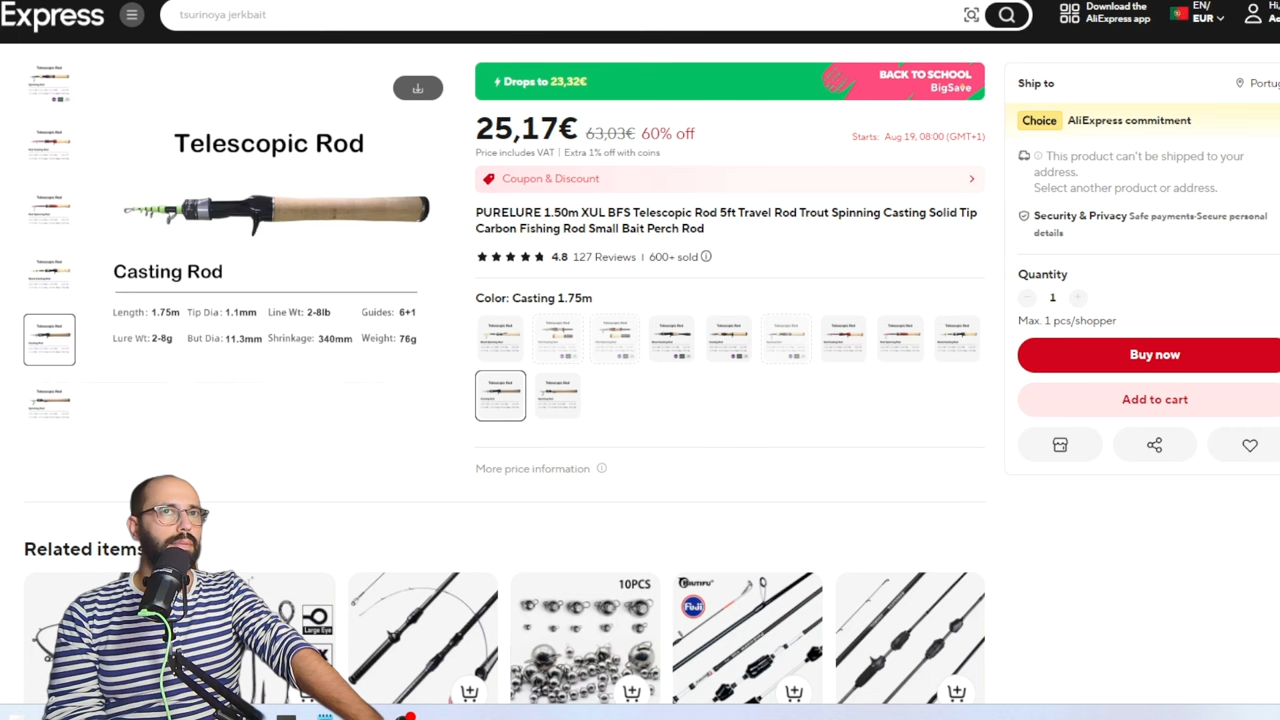 Express
tsurinoya jerkbait
Download the
AliExpress app
EN/
EUR
Drops to 23,32€
BACK TO SCHOOL
BigSave
25,17€ 63,03€ 60% off
Starts: Aug 19, 08:00 (GMT+1)
Price includes VAT | Extra 1% off with coins
Coupon & Discount
1.50m XUL BFS Telescopic Rod Trout Spinning Casting Solid Tip
Carbon Fishing Rod Small Bait Perch Rod
4.8 127 Reviews | 600+ sold
Color: Casting 1.75m
More price information
Telescopic Rod
Casting Rod
Length: 1.75m Tip Dia: 1.1mm Line Wt: 2-8lb Guides: 6+1
Lure Wt: 2-8g But Dia: 11.3mm Shrinkage: 340mm Weight: 76g
Ship to
Choice AliExpress commitment
This product can't be shipped to your
address.
Select another product or address.
Security & Privacy Safe payments·Secure personal
details
Quantity
1
Max. 1 pcs/shopper
Buy now
Add to cart
Related items
Large Eye
10PCS
FUJI